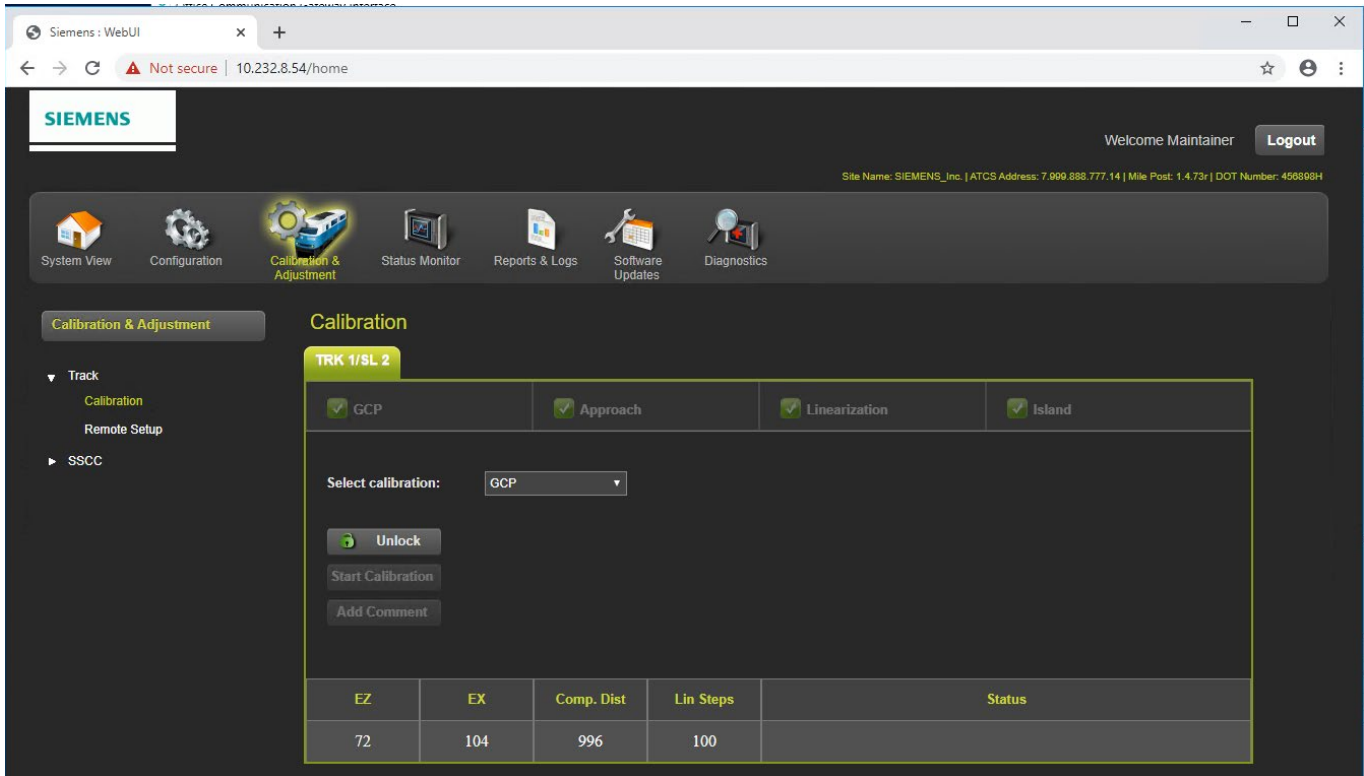 Office Communication Gateway Interface
Siemens : WebUI
Not secure | 10.232.8.54/home
SIEMENS
Welcome Maintainer Logout
Site Name: SIEMENS_Inc. | ATCS Address: 7.999.888.777.14 | Mile Post: 1.4.73r | DOT Number: 456898H
System View Configuration Calibration & Status Monitor Reports & Logs Software Diagnostics
Adjustment Updates
Calibration & Adjustment
Calibration
TRK 1/SL 2
Track
Calibration
Remote Setup
SSCC
GCP Approach Linearization Island
Select calibration: GCP
Unlock
Start Calibration
Add Comment
EZ EX Comp. Dist Lin Steps Status
72 104 996 100